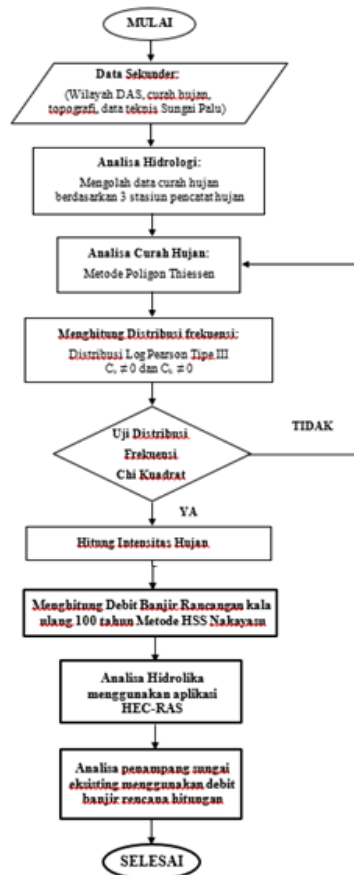 MULAI
Data Sekunder:
(Wilayah DAS, curah hujan,
topografi, data teknis Sungai Palu)
Analisa Hidrologi:
Mengolah data curah hujan
berdasarkan 3 stasiun pencatat hujan
Analisa Curah Hujan:
Metode Poligon Thiessen
Menghitung Distribusi frekuensi:
Distribusi Log Pearson Tipe III
≠ 0 dan ≠ 0
Uji Distribusi
Frekuensi
Chi Kuadrat
TIDAK
YA
Hitung Intensitas Hujan
Menghitung Debit Banjir Rancangan kala
ulang 100 tahun Metode HSS Nakayasu
Analisa Hidrolika
menggunakan aplikasi
HEC-RAS
Analisa penampang sungai
eksisting menggunakan debit
banjir rencana hitungan
SELESAI